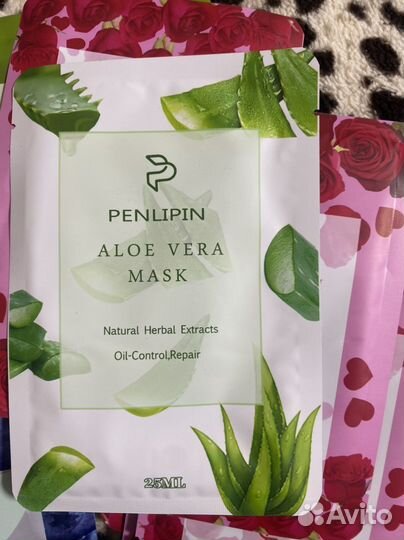 PENLIPIN
ALOE VERA
MASK
Natural Herbal Extracts
Oil-Control,Repair
25ML
Avito